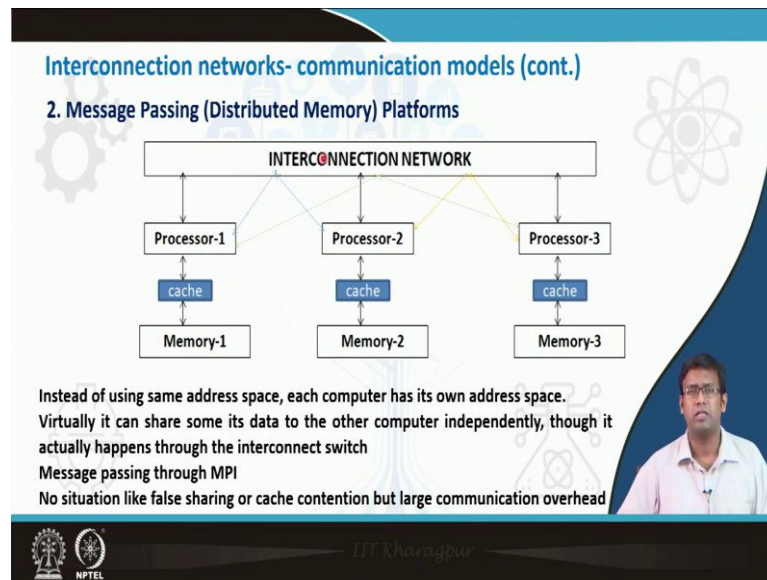 Interconnection networks- communication models (cont.)
2. Message Passing (Distributed Memory) Platforms
INTERCONNECTION NETWORK
Processor-1 Processor-2 Processor-3
cache cache cache
Memory-1 Memory-2 Memory-3
Instead of using same address space, each computer has its own address space.
Virtually it can share some its data to the other computer independently, though it
actually happens through the interconnect switch
Message passing through MPI
No situation like false sharing or cache contention but large communication overhead
IIT Kharagpur
NPTEL